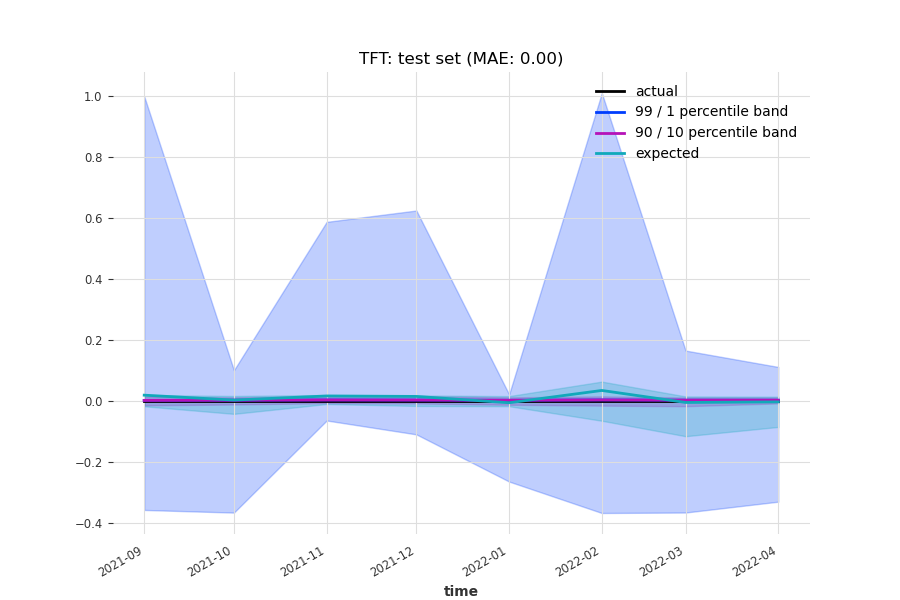 TFT: test set (MAE: 0.00)
actual
99 / 1 percentile band
90 / 10 percentile band
expected
1.0
0.8
0.6
0.4
0.2
0.0
−0.2
−0.4
2021-09
2021-10
2021-11
2021-12
2022-01
2022-02
2022-03
2022-04
time